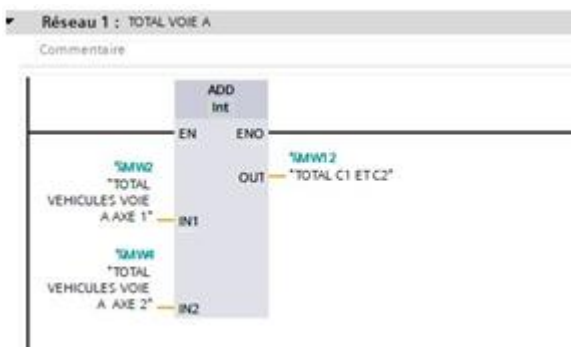 Réseau 1 : TOTAL VOIE A
Commentaire
ADD
Int
EN ENO
%MW2
"TOTAL
VEHICULES VOIE
A AXE 1"
IN1
%MW12
OUT
"TOTAL C1 ET C2"
%MW4
"TOTAL
VEHICULES VOIE
A AXE 2"
IN2